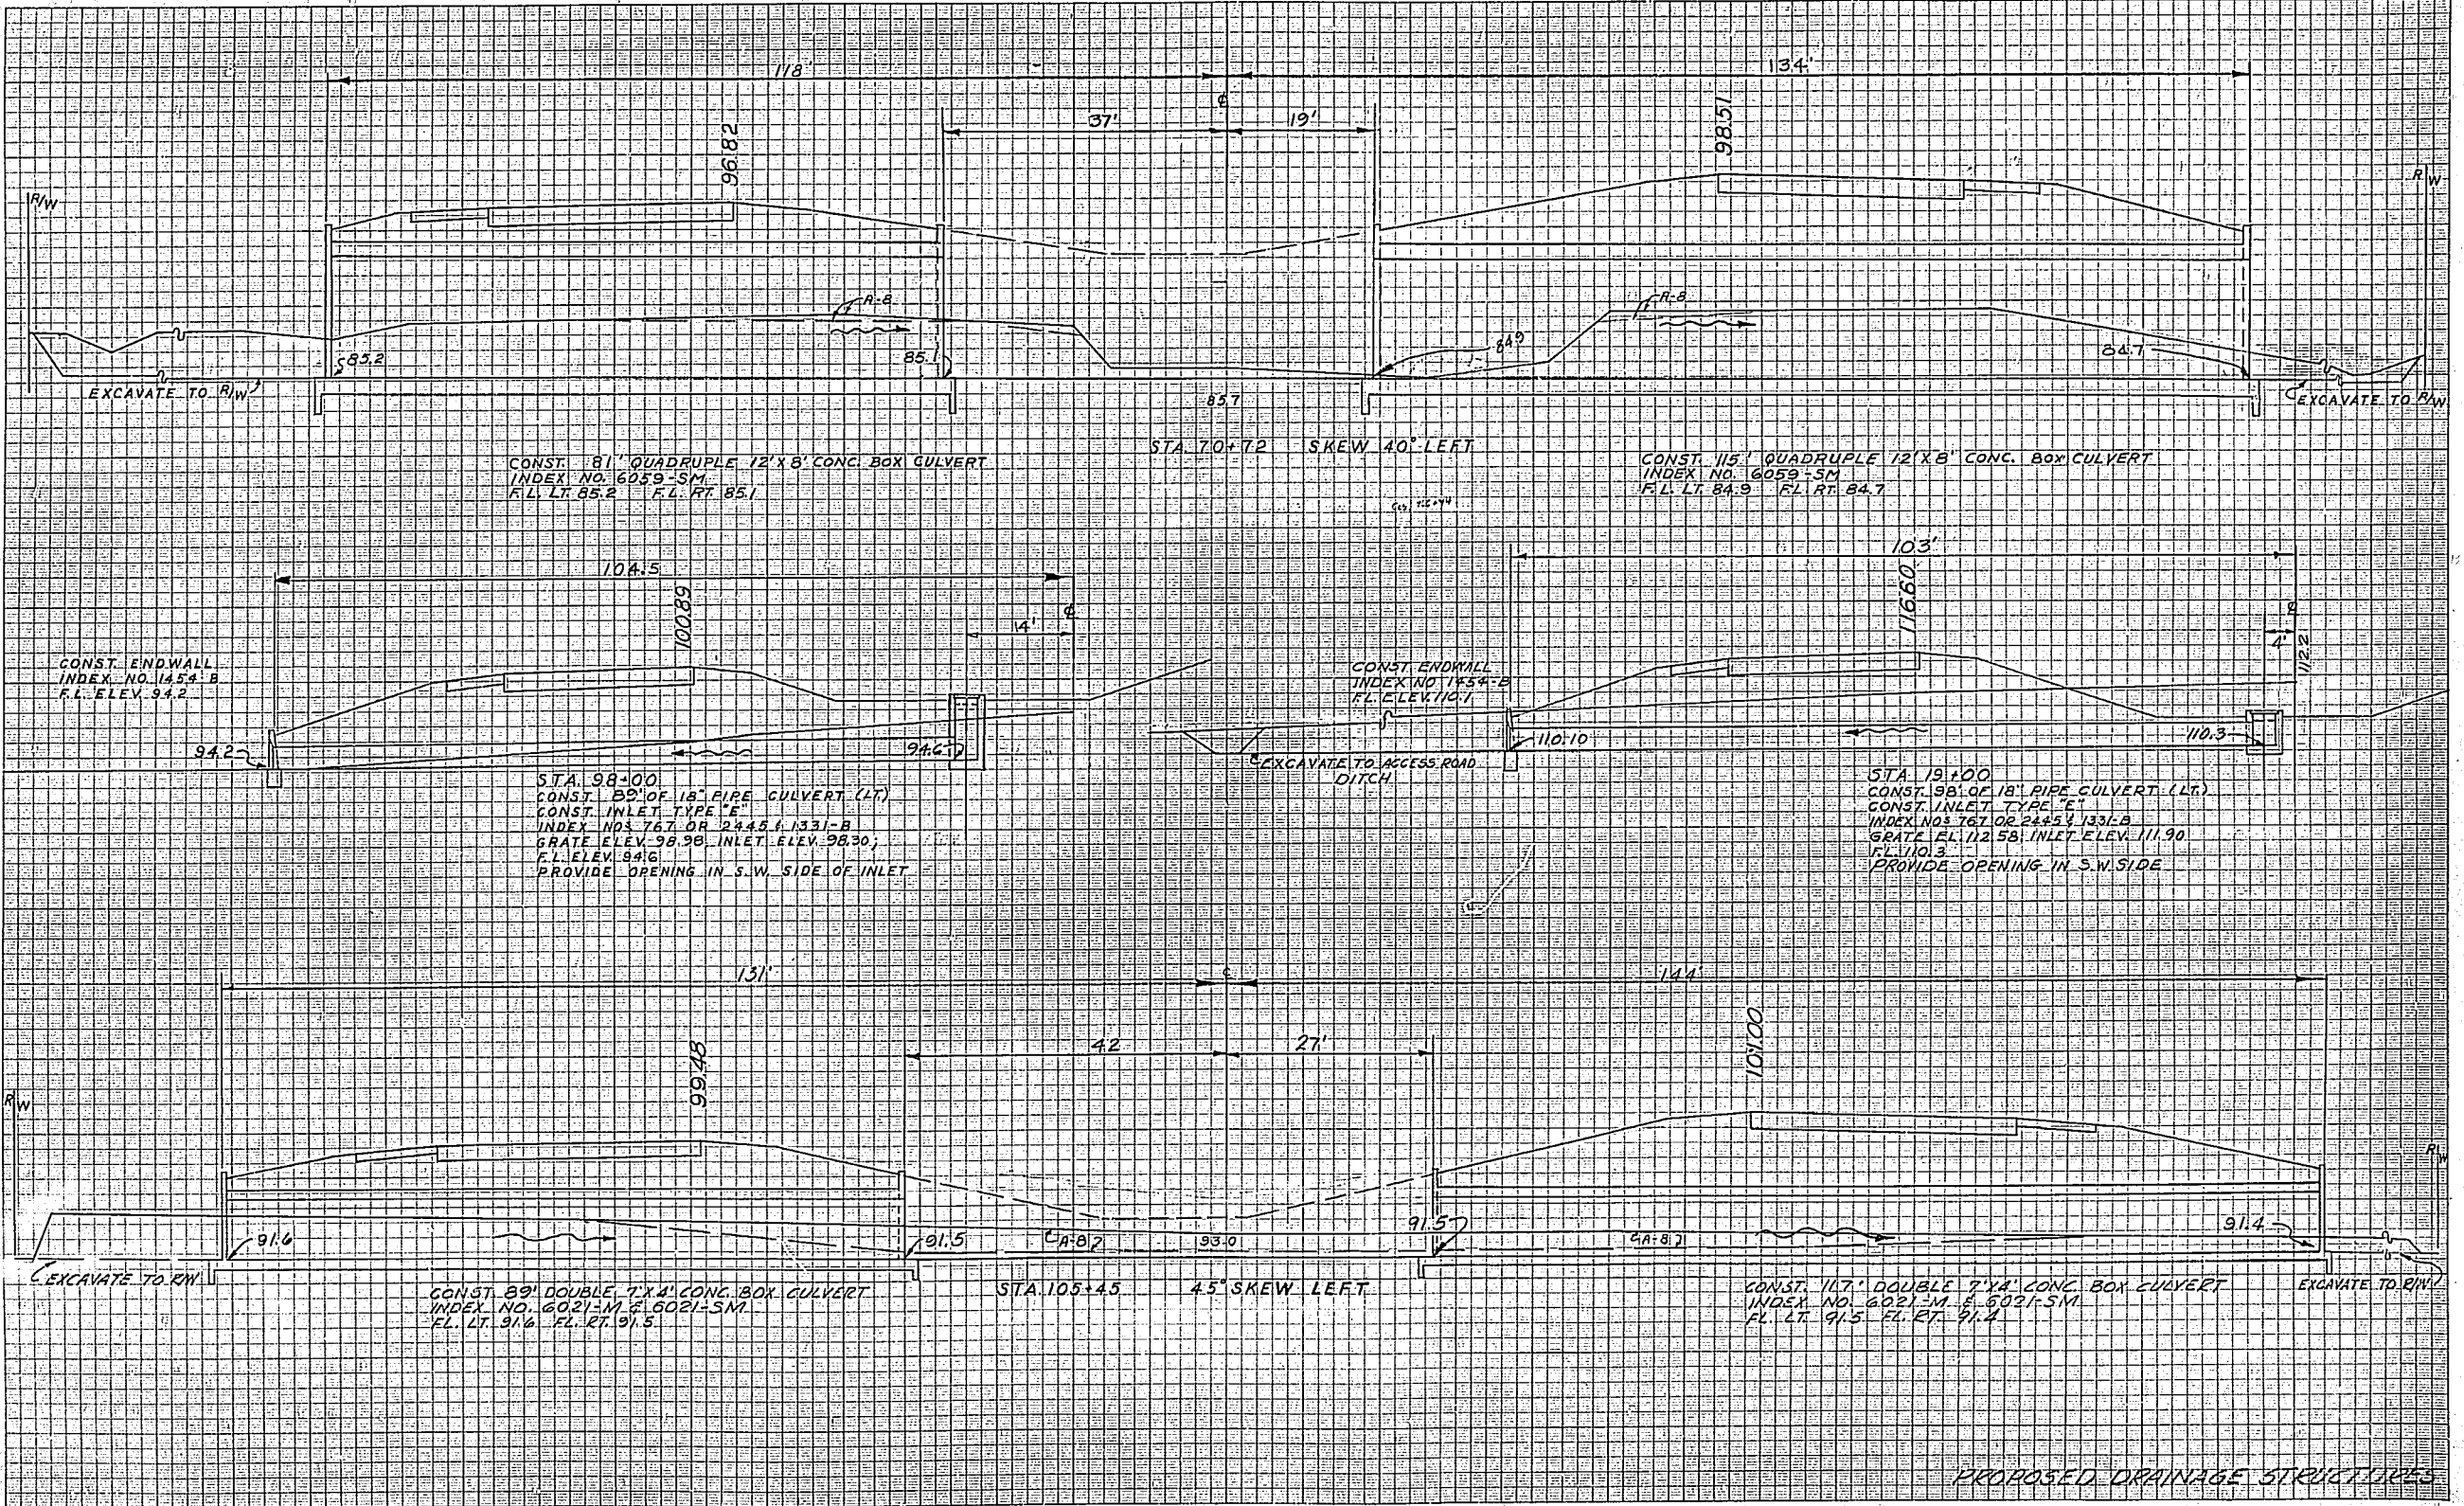 118'
134'
℄
37'
19'
96.82
98.51
R/W
R/W
A-8
A-8
85.2
85.1
84.9
84.7
EXCAVATE TO R/W
85.7
EXCAVATE TO R/W
STA. 70+72 SKEW 40° LEFT
CONST. 81' QUADRUPLE 12'X8' CONC. BOX CULVERT
INDEX NO. 6059-SM
F.L. LT. 85.2 F.L. RT. 85.1
CONST. 115' QUADRUPLE 12'X8' CONC. BOX CULVERT
INDEX NO. 6059-SM
F.L. LT. 84.9 F.L. RT. 84.7
104.5
103'
100.89
116.60
℄
14'
4'
112.2
CONST. ENDWALL
INDEX NO. 1454-B
F.L. ELEV. 94.2
CONST. ENDWALL
INDEX NO 1454-B
F.L. ELEV. 110.1
94.2
94.6
110.10
110.3
EXCAVATE TO ACCESS ROAD
DITCH
STA. 98+00
CONST. 89' OF 18" PIPE CULVERT (LT.)
CONST. INLET TYPE "E"
INDEX NOS 767 OR 2445 & 1331-B
GRATE ELEV. 98.98 INLET ELEV. 98.30;
F.L. ELEV. 94.6
PROVIDE OPENING IN S.W. SIDE OF INLET
STA 19+00
CONST. 98' OF 18" PIPE CULVERT (LT.)
CONST. INLET TYPE "E"
INDEX NOS 767 OR 2445 & 1331-B
GRATE EL. 112.58, INLET ELEV. 111.90
F.L. 110.3
PROVIDE OPENING IN S.W. SIDE
131'
℄
144'
42
27'
99.48
101.00
R/W
R/W
91.6
91.5
A-8
93.0
91.5
A-8
91.4
EXCAVATE TO R/W
STA. 105+45 45° SKEW LEFT
EXCAVATE TO R/W
CONST. 89' DOUBLE 7'X4' CONC. BOX CULVERT
INDEX NO. 6021-M & 6021-SM
F.L. LT. 91.6 F.L. RT. 91.5
CONST. 117' DOUBLE 7'X4' CONC. BOX CULVERT
INDEX NO. 6021-M & 6021-SM
F.L. LT. 91.5 F.L. RT. 91.4
PROPOSED DRAINAGE STRUCTURES